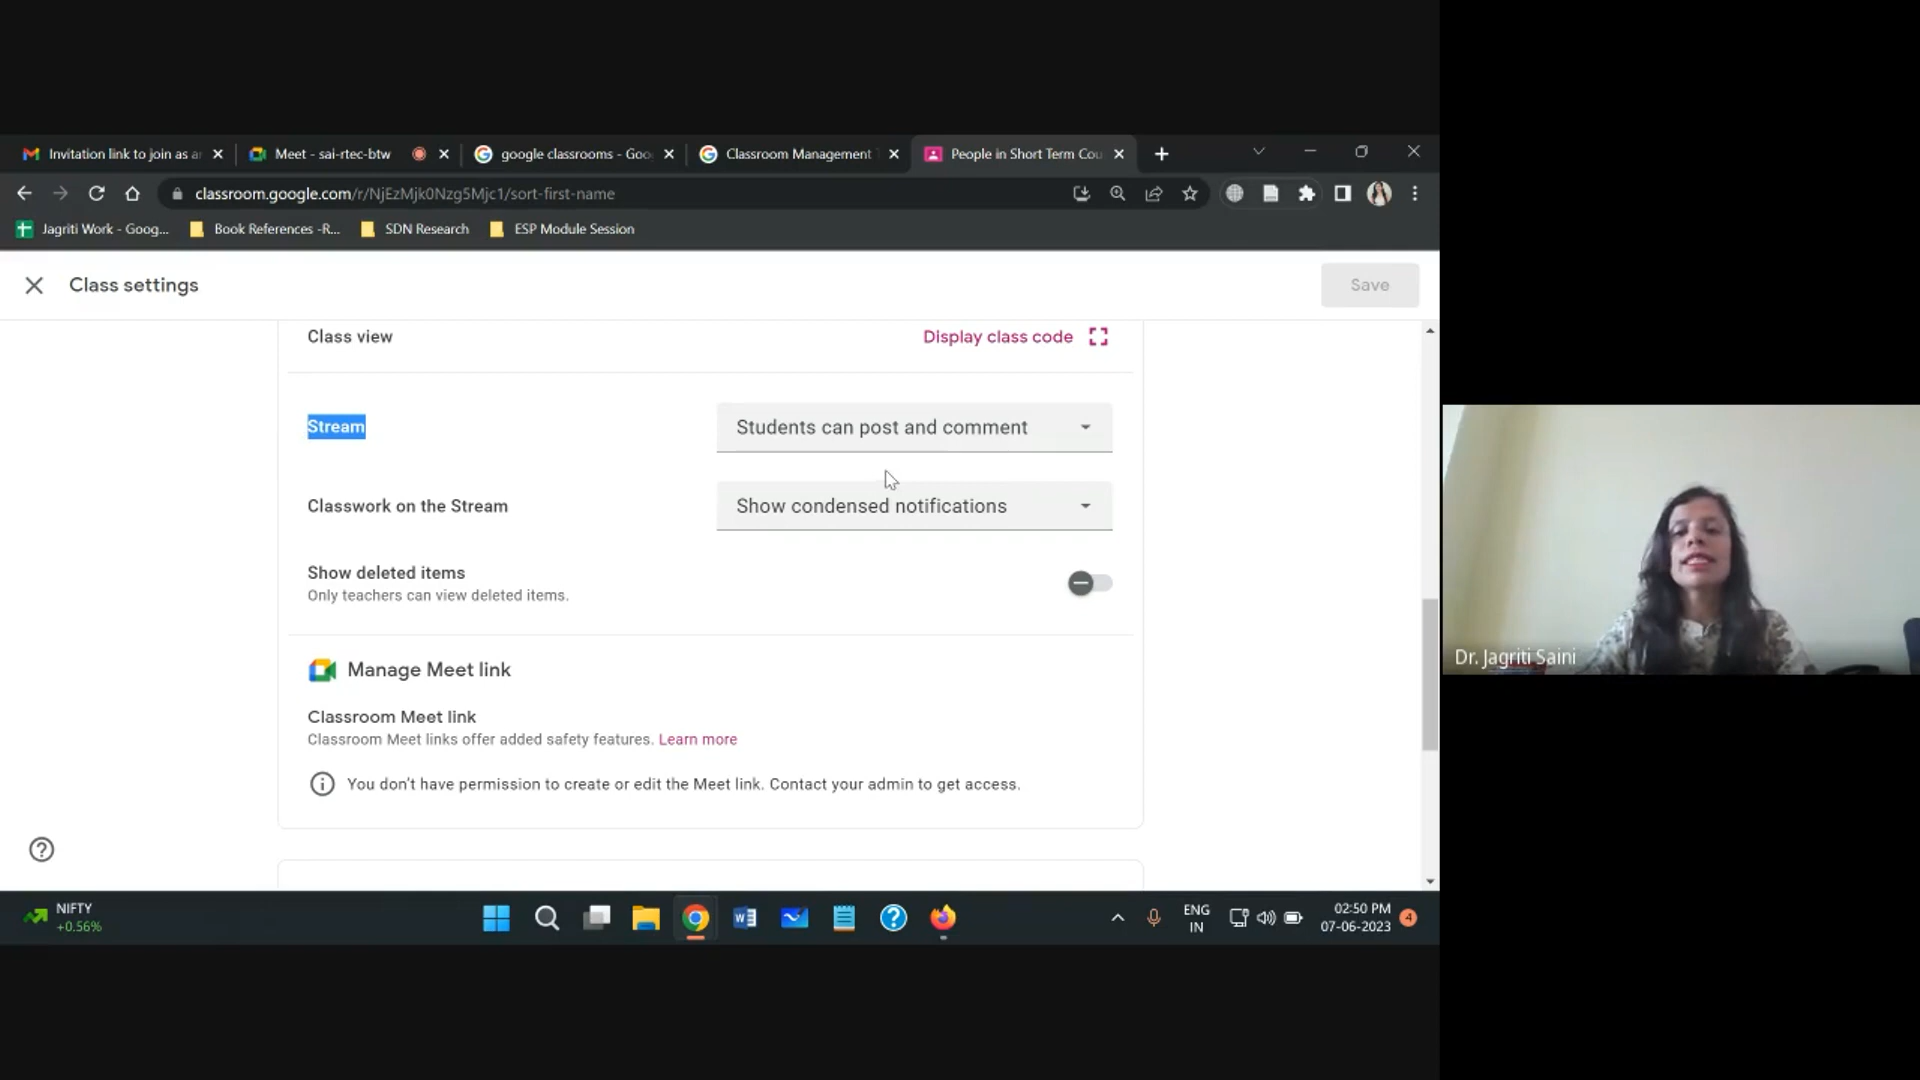 Invitation link to join as a
Meet - sai-rtec-btw
google classrooms - Goo
Classroom Management
People in Short Term Cou
classroom.google.com/r/NjEzMjk0Nzg5Mjc1/sort-first-name
Jagriti Work - Goog...
Book References -R...
SDN Research
ESP Module Session
Class settings
Save
Class view
Display class code
Stream
Students can post and comment
Classwork on the Stream
Show condensed notifications
Show deleted items
Only teachers can view deleted items.
Manage Meet link
Classroom Meet link
Classroom Meet links offer added safety features. Learn more
You don't have permission to create or edit the Meet link. Contact your admin to get access.
Dr. Jagriti Saini
NIFTY
+0.56%
ENG
IN
02:50 PM
07-06-2023
4